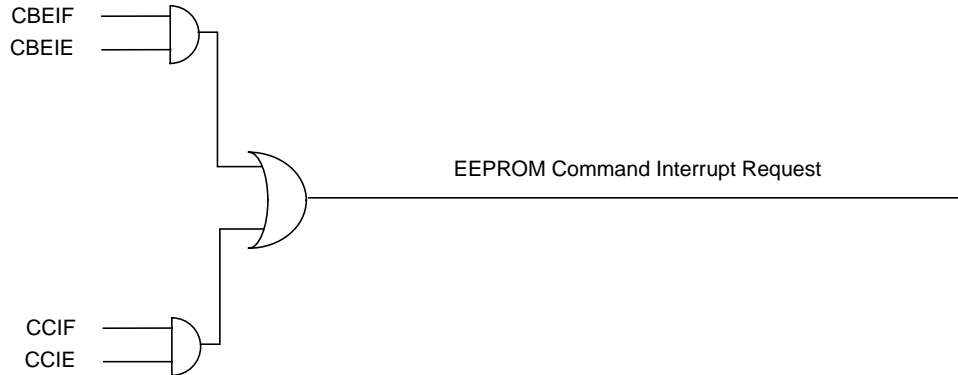 CBEIF
CBEIE
EEPROM Command Interrupt Request
CCIF
CCIE